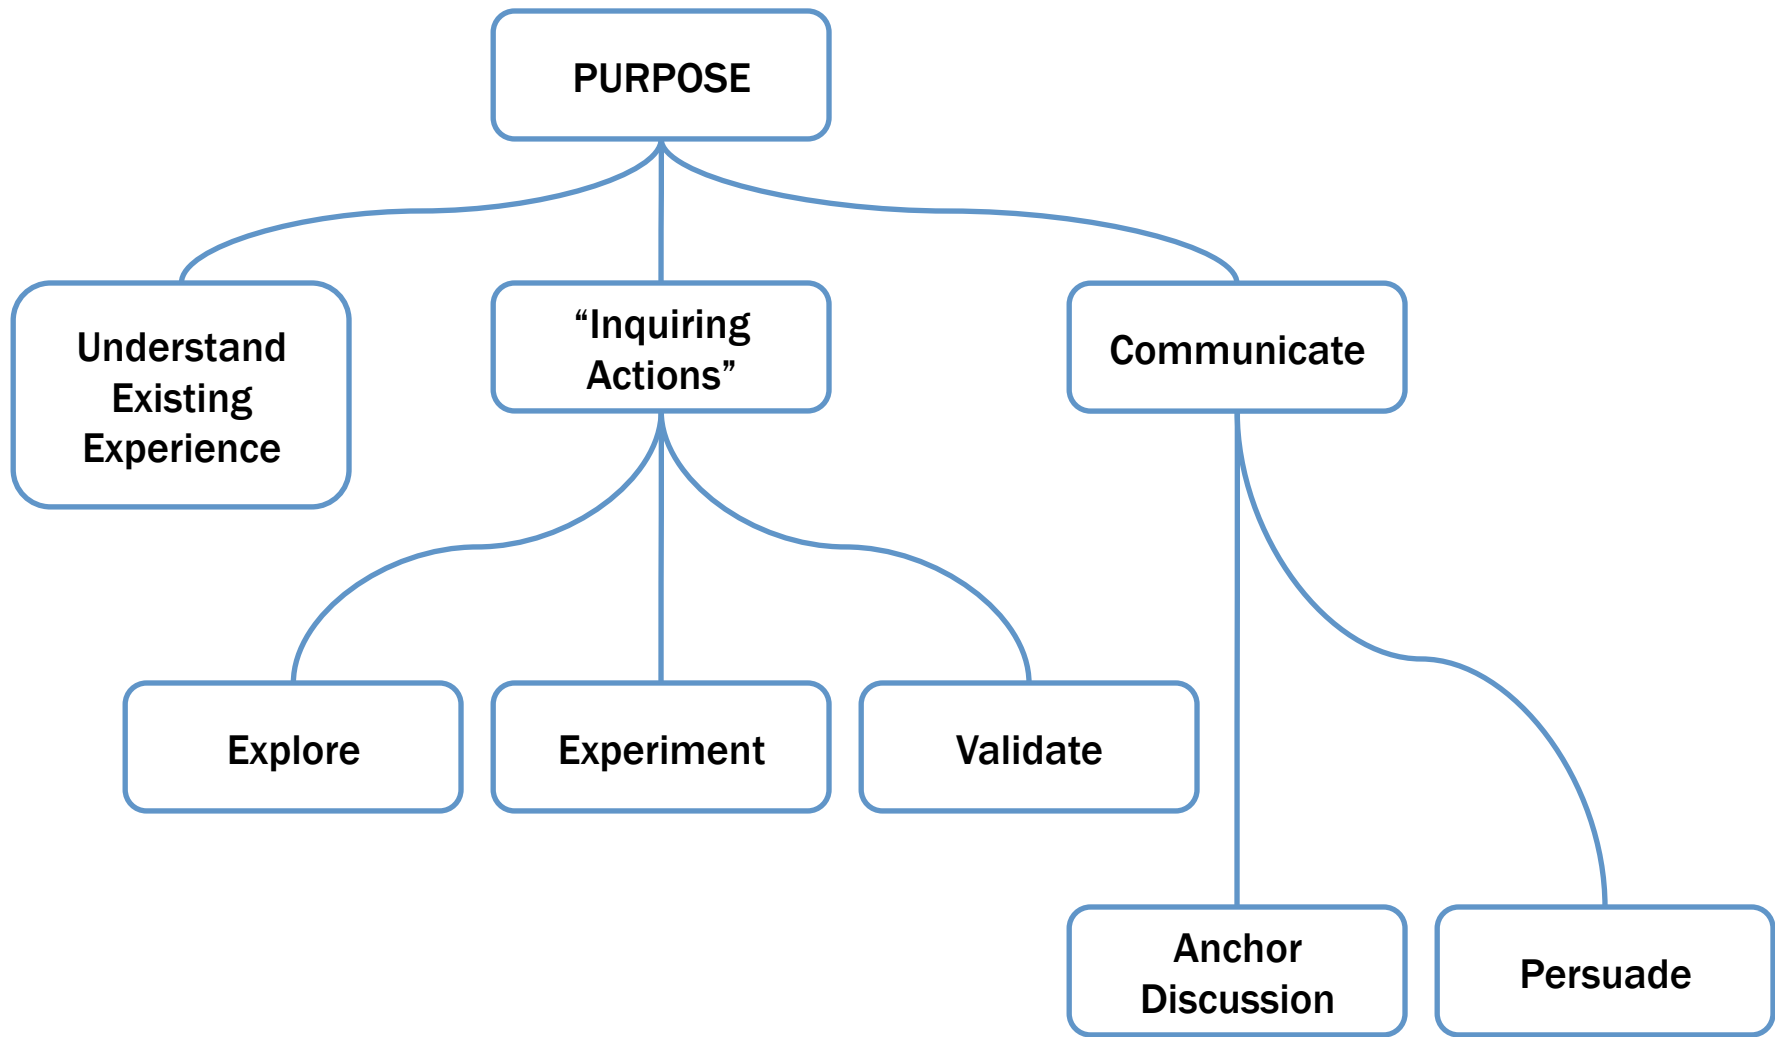 PURPOSE
Understand
Existing
Experience
“Inquiring
Actions”
Communicate
Explore
Experiment
Validate
Anchor
Discussion
Persuade